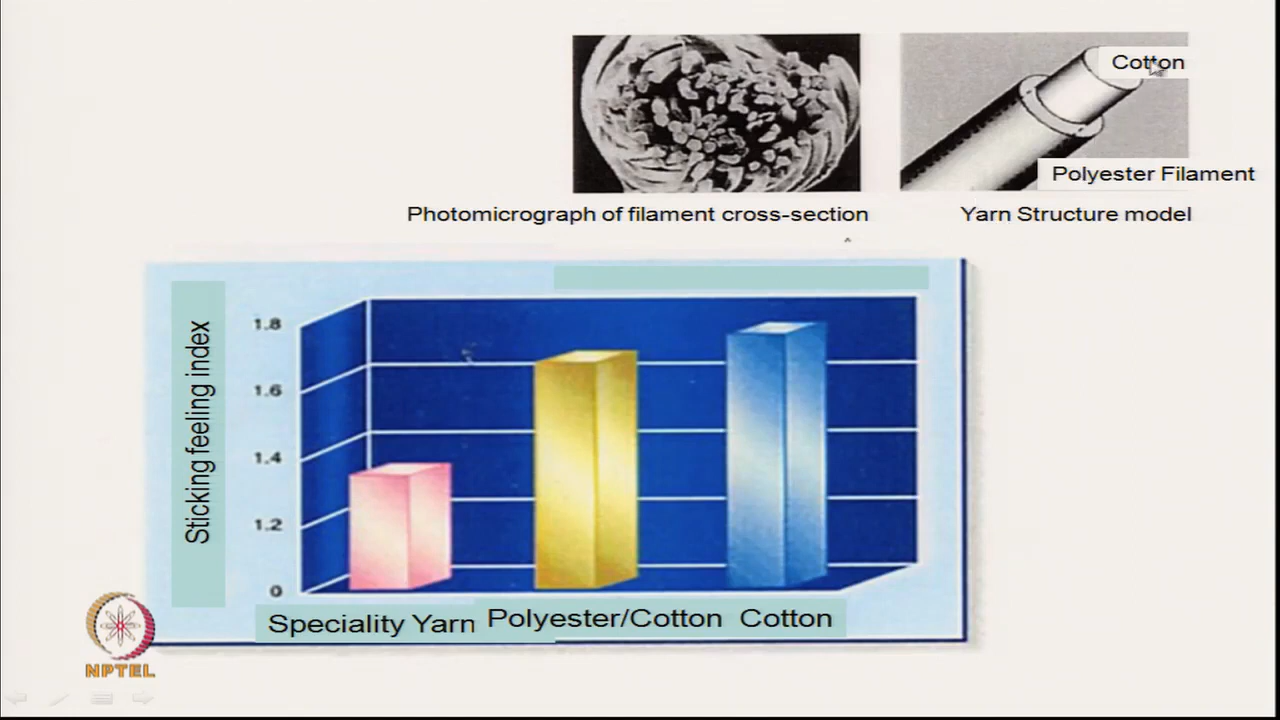 Cotton
Polyester Filament
Photomicrograph of filament cross-section
Yarn Structure model
Sticking feeling index
1.8
1.6
1.4
1.2
0
Speciality Yarn
Polyester/Cotton
Cotton
NPTEL